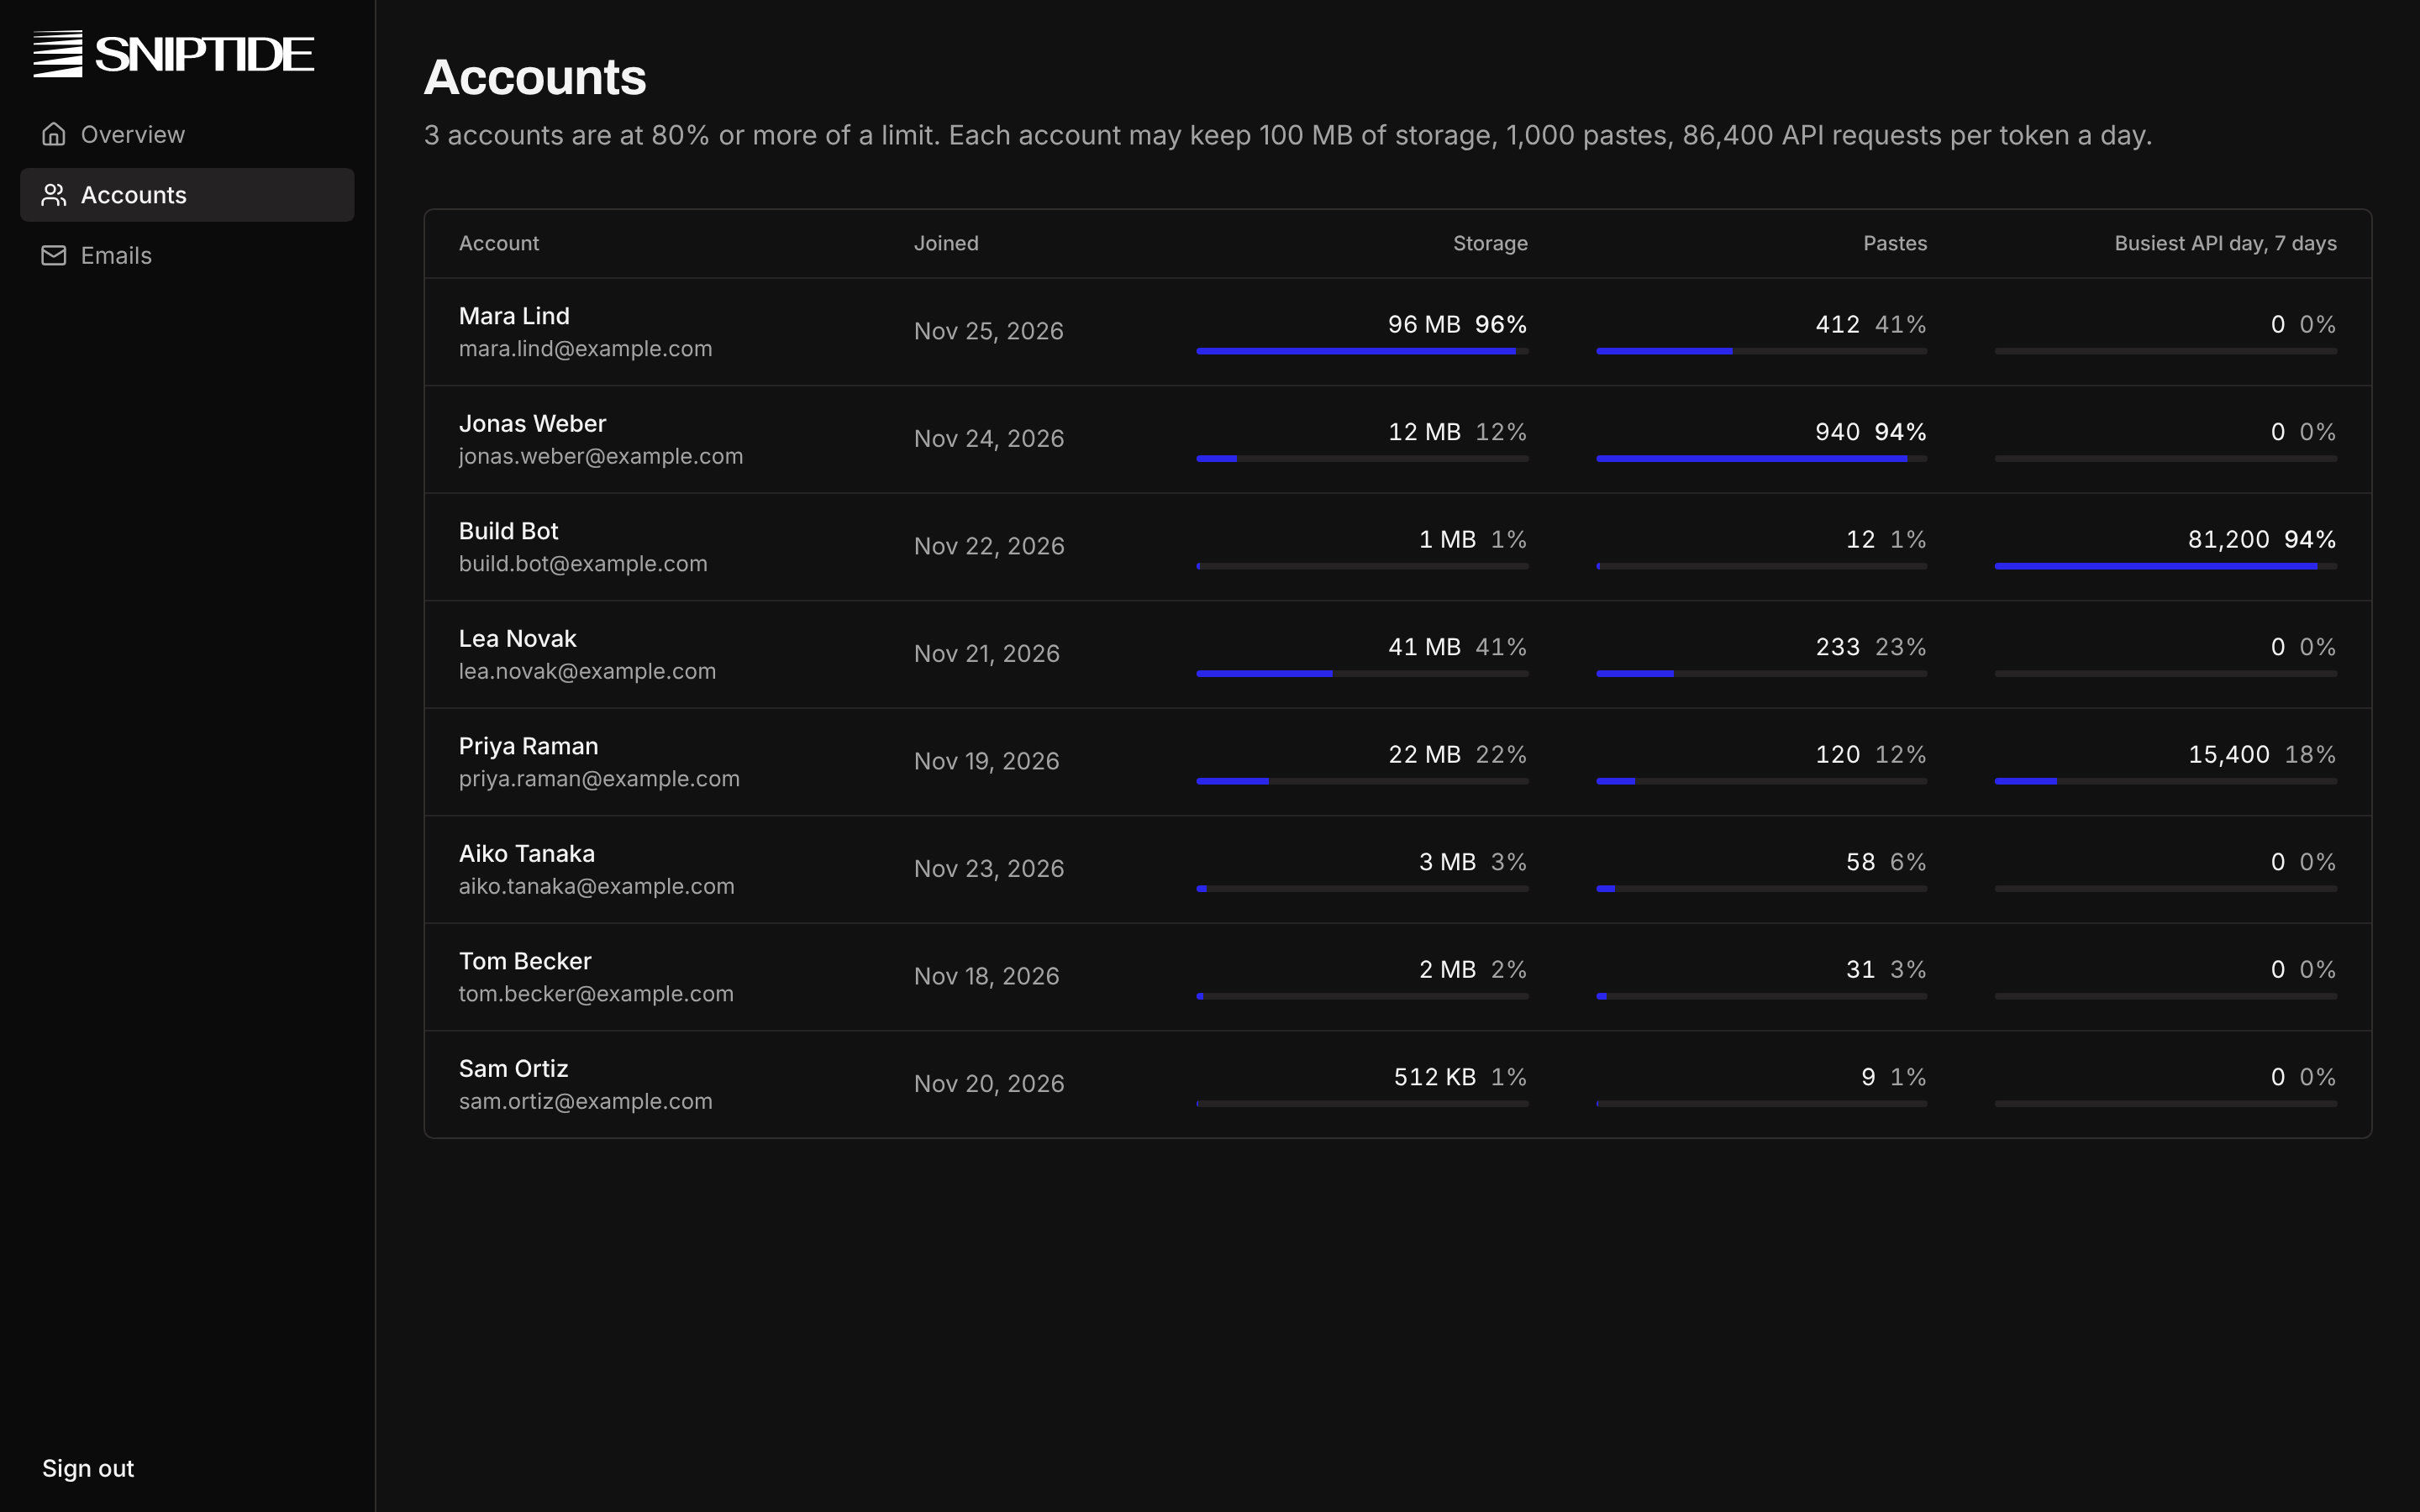 SNIPTIDE
Overview
Accounts
Emails
Sign out
Accounts
3 accounts are at 80% or more of a limit. Each account may keep 100 MB of storage, 1,000 pastes, 86,400 API requests per token a day.
Account Joined Storage Pastes Busiest API day, 7 days
Mara Lind
mara.lind@example.com
Nov 25, 2026 96 MB 96% 412 41% 0 0%
Jonas Weber
jonas.weber@example.com
Nov 24, 2026 12 MB 12% 940 94% 0 0%
Build Bot
build.bot@example.com
Nov 22, 2026 1 MB 1% 12 1% 81,200 94%
Lea Novak
lea.novak@example.com
Nov 21, 2026 41 MB 41% 233 23% 0 0%
Priya Raman
priya.raman@example.com
Nov 19, 2026 22 MB 22% 120 12% 15,400 18%
Aiko Tanaka
aiko.tanaka@example.com
Nov 23, 2026 3 MB 3% 58 6% 0 0%
Tom Becker
tom.becker@example.com
Nov 18, 2026 2 MB 2% 31 3% 0 0%
Sam Ortiz
sam.ortiz@example.com
Nov 20, 2026 512 KB 1% 9 1% 0 0%